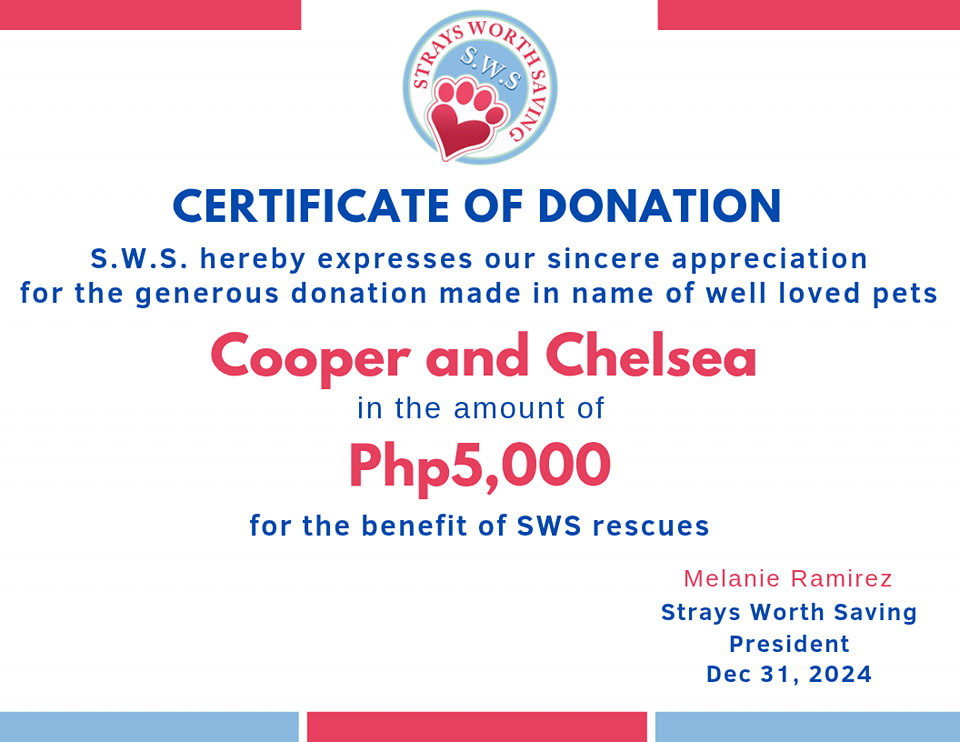 STRAYS WORTH SAVING
S.W.S
CERTIFICATE OF DONATION
S.W.S. hereby expresses our sincere appreciation
for the generous donation made in name of well loved pets
Cooper and Chelsea
in the amount of
Php5,000
for the benefit of SWS rescues
Melanie Ramirez
Strays Worth Saving
President
Dec 31, 2024